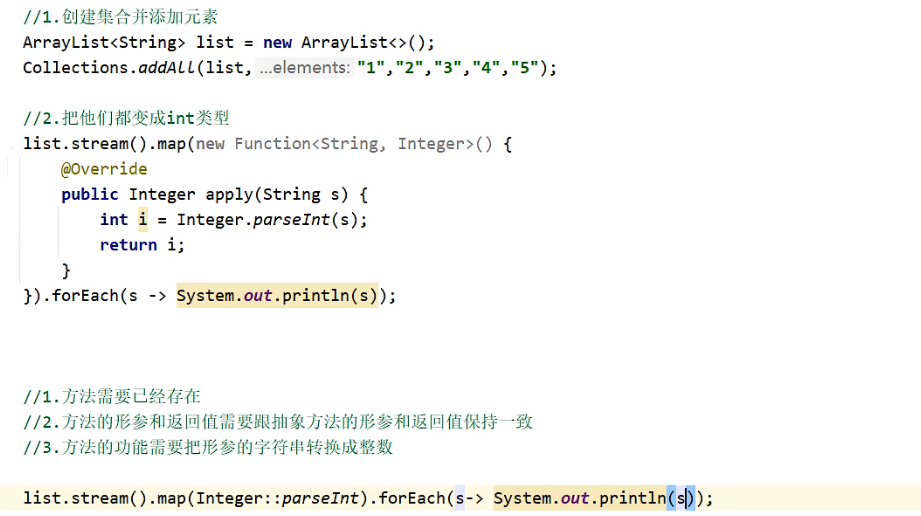 //1.创建集合并添加元素
ArrayList<String> list = new ArrayList<>();
Collections.addAll(list, ...elements: "1","2","3","4","5");
//2.把他们都变成int类型
list.stream().map(new Function<String, Integer>() {
@Override
public Integer apply(String s) {
int i = Integer.parseInt(s);
return i;
}
}).forEach(s -> System.out.println(s));
//1.方法需要已经存在
//2.方法的形参和返回值需要跟抽象方法的形参和返回值保持一致
//3.方法的功能需要把形参的字符串转换成整数
list.stream().map(Integer::parseInt).forEach(s-> System.out.println(s));